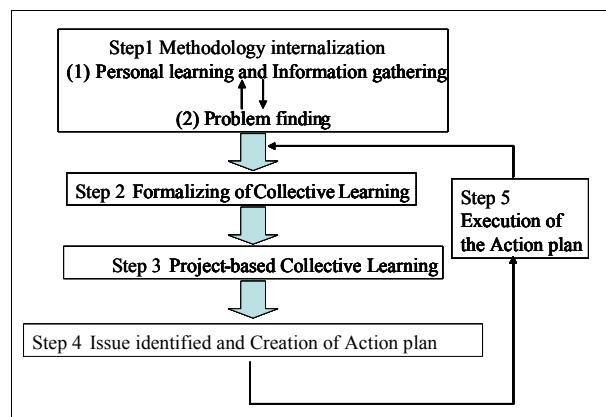 Step1 Methodology internalization
(1) Personal learning and Information gathering
(2) Problem finding
Step 2 Formalizing of Collective Learning
Step 3 Project-based Collective Learning
Step 4 Issue identified and Creation of Action plan
Step 5
Execution of
the Action plan